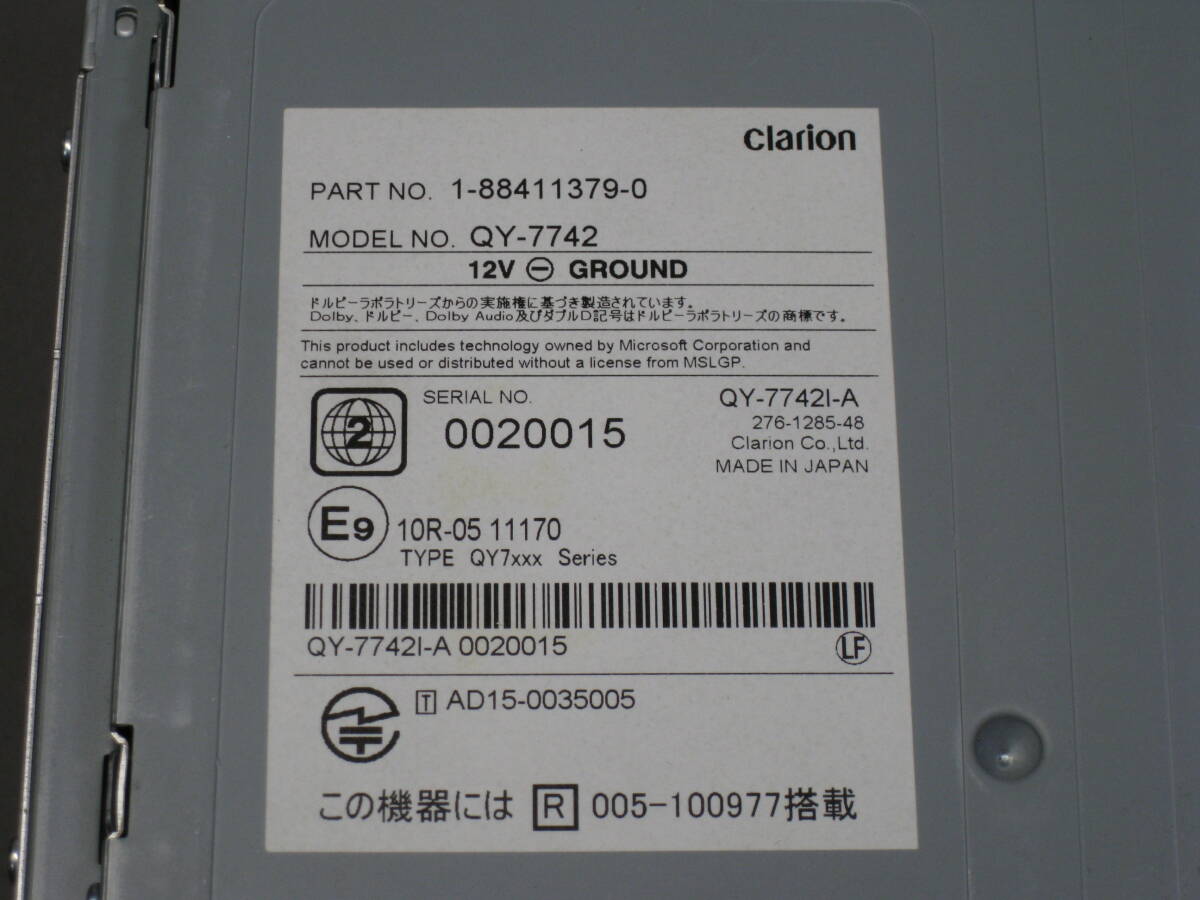 clarion
PART NO. 1-88411379-0
MODEL NO. QY-7742
12V ⊖ GROUND
ドルビーラボラトリーズからの実施権に基づき製造されています。
Dolby、ドルビー、Dolby Audio及びダブルD記号はドルビーラボラトリーズの商標です。
This product includes technology owned by Microsoft Corporation and
cannot be used or distributed without a license from MSLGP.
2
SERIAL NO.
0020015
QY-7742I-A
276-1285-48
Clarion Co.,Ltd.
MADE IN JAPAN
E9 10R-05 11170
TYPE QY7xxx Series
QY-7742I-A 0020015
LF
T AD15-0035005
この機器には R 005-100977搭載